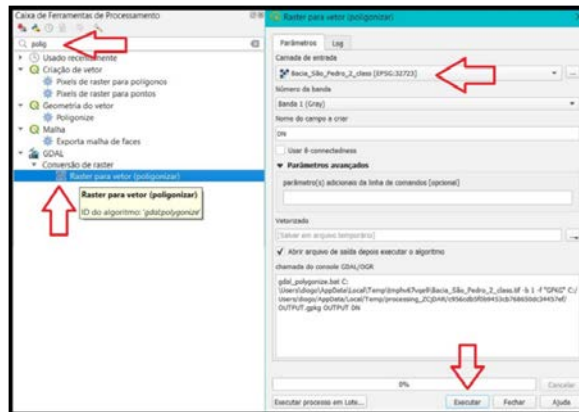 Caixa de Ferramentas de Processamento
polig
Usado recentemente
Criação de vetor
Pixels de raster para polígonos
Pixels de raster para pontos
Geometria do vetor
Poligonize
Malha
Exporta malha de faces
GDAL
Conversão de raster
Raster para vetor (poligonizar)
Raster para vetor (poligonizar)
ID do algoritmo: 'gdal:polygonize'
Raster para vetor (poligonizar)
Parâmetros Log
Camada de entrada
Bacia_São_Pedro_2_class [EPSG:32723]
Número da banda
Banda 1 (Gray)
Nome do campo a criar
DN
Usar 8-connectedness
Parâmetros avançados
parâmetro(s) adicionais da linha de comandos [opcional]
Vetorizado
[Salvar em arquivo temporário]
Abrir arquivo de saída depois executar o algoritmo
chamada do console GDAL/OGR
gdal_polygonize.bat C:
-b 1 -f "GPKG" C:/
OUTPUT.gpkg OUTPUT DN
0%
Cancelar
Executar processo em Lote...
Executar
Fechar
Ajuda